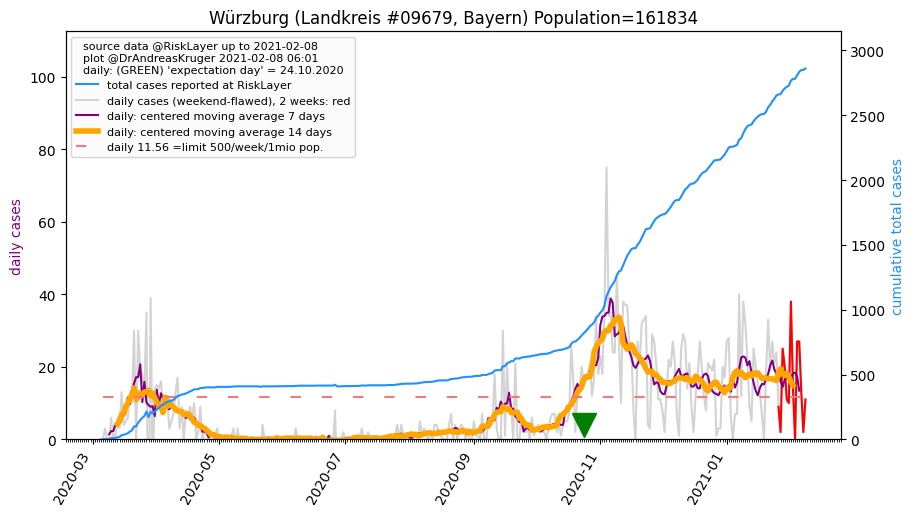 Würzburg (Landkreis #09679, Bayern) Population=161834
source data @RiskLayer up to 2021-02-08
plot @DrAndreasKruger 2021-02-08 06:01
daily: (GREEN) 'expectation day' = 24.10.2020
total cases reported at RiskLayer
daily cases (weekend-flawed), 2 weeks: red
daily: centered moving average 7 days
daily: centered moving average 14 days
daily 11.56 =limit 500/week/1mio pop.
daily cases
100
80
60
40
20
0
cumulative total cases
3000
2500
2000
1500
1000
500
0
2020-03
2020-05
2020-07
2020-09
2020-11
2021-01